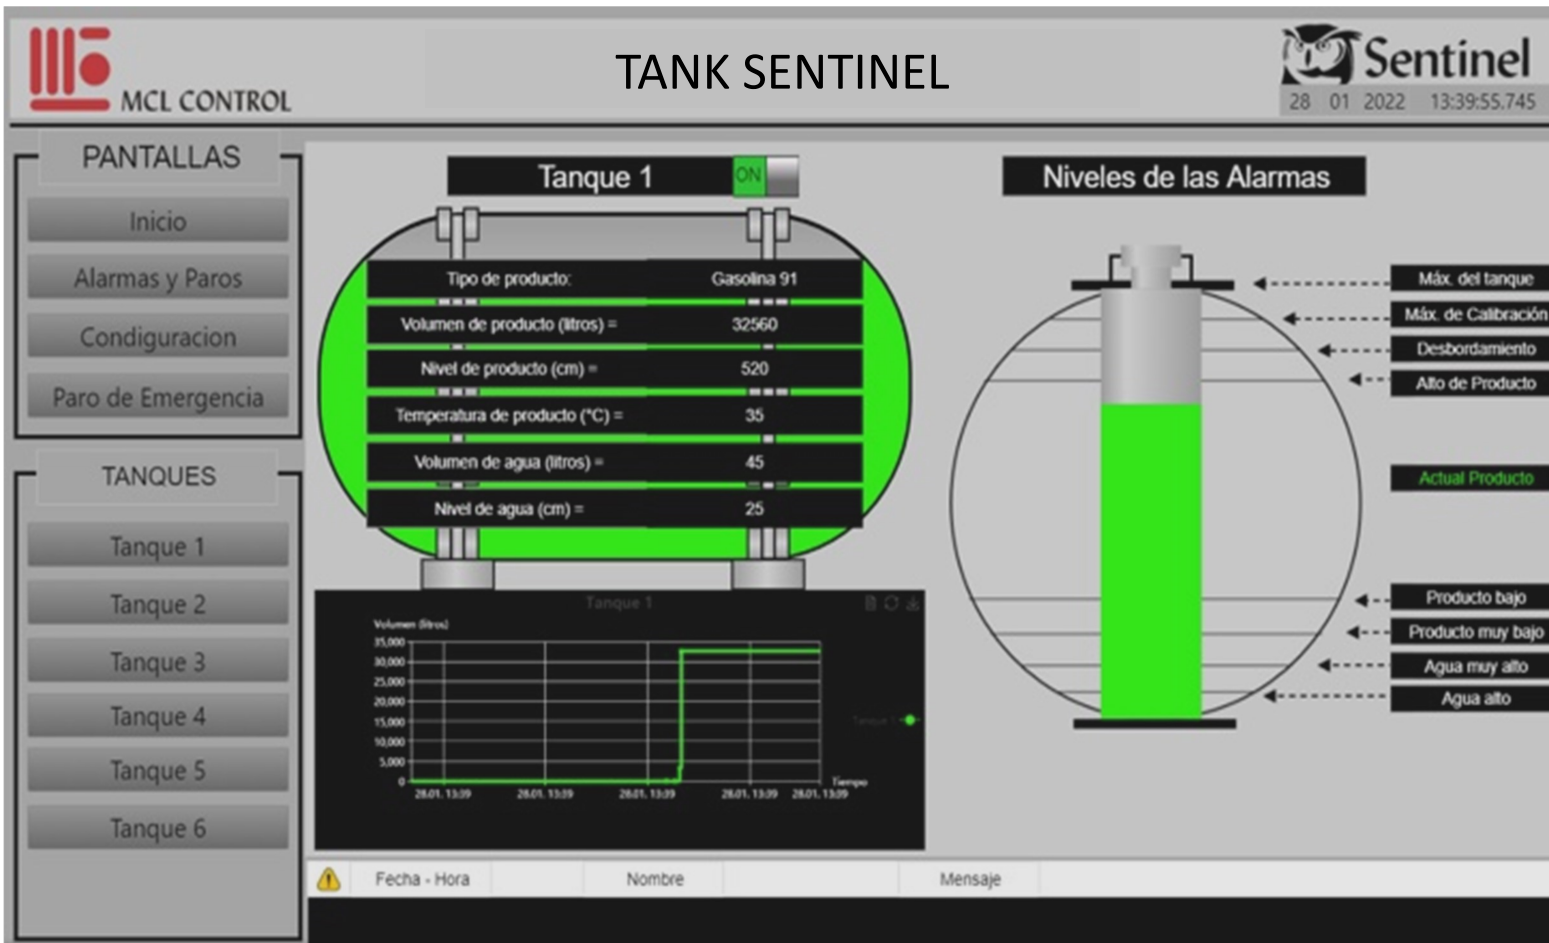 MCL CONTROL
TANK SENTINEL
Sentinel
28 01 2022 13:39:55.745
PANTALLAS
Inicio
Alarmas y Paros
Condiguracion
Paro de Emergencia
TANQUES
Tanque 1
Tanque 2
Tanque 3
Tanque 4
Tanque 5
Tanque 6
Tanque 1 ON
Tipo de producto: Gasolina 91
Volumen de producto (litros) = 32560
Nivel de producto (cm) = 520
Temperatura de producto (°C) = 35
Volumen de agua (litros) = 45
Nivel de agua (cm) = 25
Tanque 1
Volumen (litros)
35,000
30,000
25,000
20,000
15,000
10,000
5,000
0
Tiempo
28.01. 13:39 28.01. 13:39 28.01. 13:39 28.01. 13:39 28.01. 13:39
Tanque 1
Niveles de las Alarmas
Máx. del tanque
Máx. de Calibración
Desbordamiento
Alto de Producto
Actual Producto
Producto bajo
Producto muy bajo
Agua muy alto
Agua alto
Fecha - Hora Nombre Mensaje